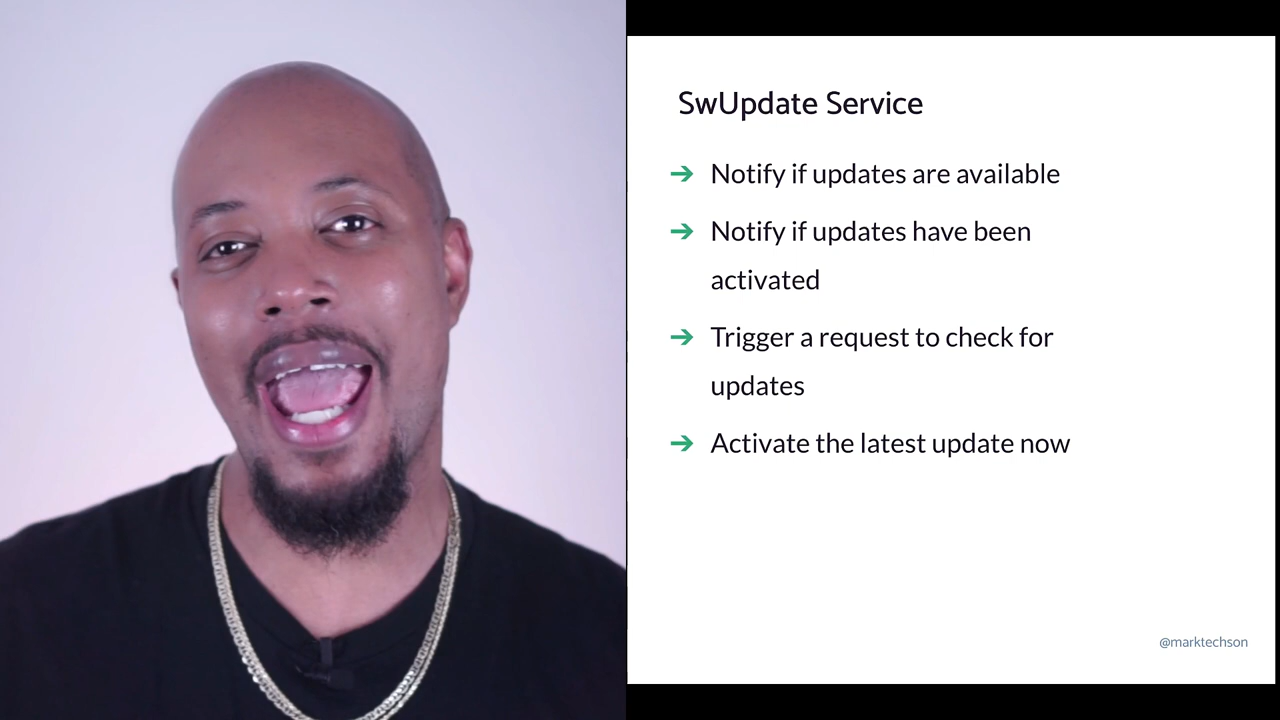 SwUpdate Service
➔ Notify if updates are available
➔ Notify if updates have been
activated
➔ Trigger a request to check for
updates
➔ Activate the latest update now
@marktechson